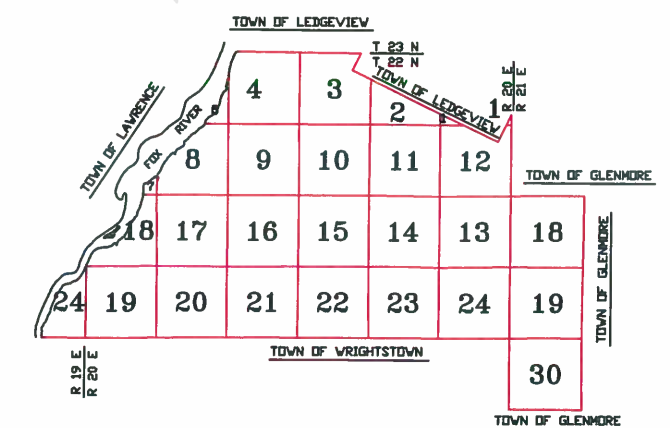 TOWN OF LEDGEVIEW
T 23 N
T 22 N
TOWN OF LEDGEVIEW
R 20 E
R 21 E
TOWN OF LAWRENCE
FOX RIVER
4 3 2 1
8 9 10 11 12
TOWN OF GLENMORE
7
18 17 16 15 14 13 18
TOWN OF GLENMORE
24 19 20 21 22 23 24 19
R 19 E
R 20 E
TOWN OF WRIGHTSTOWN
30
TOWN OF GLENMORE